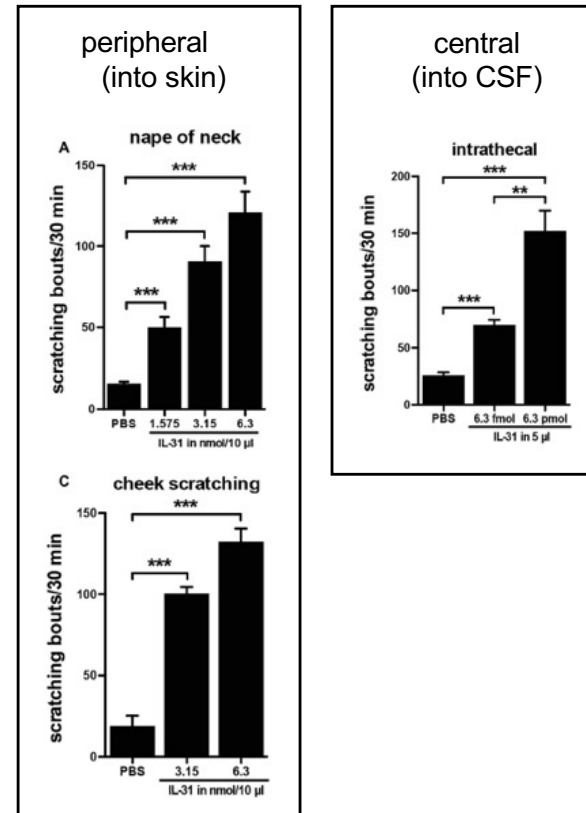 peripheral
(into skin)
A
nape of neck
scratching bouts/30 min
150
100
50
0
***
***
***
PBS
1.575
3.15
6.3
IL-31 in nmol/10 µl
C
cheek scratching
scratching bouts/30 min
150
100
50
0
***
***
PBS
3.15
6.3
IL-31 in nmol/10 µl
central
(into CSF)
intrathecal
scratching bouts/30 min
200
150
100
50
0
***
**
***
PBS
6.3 fmol
6.3 pmol
IL-31 in 5 µl